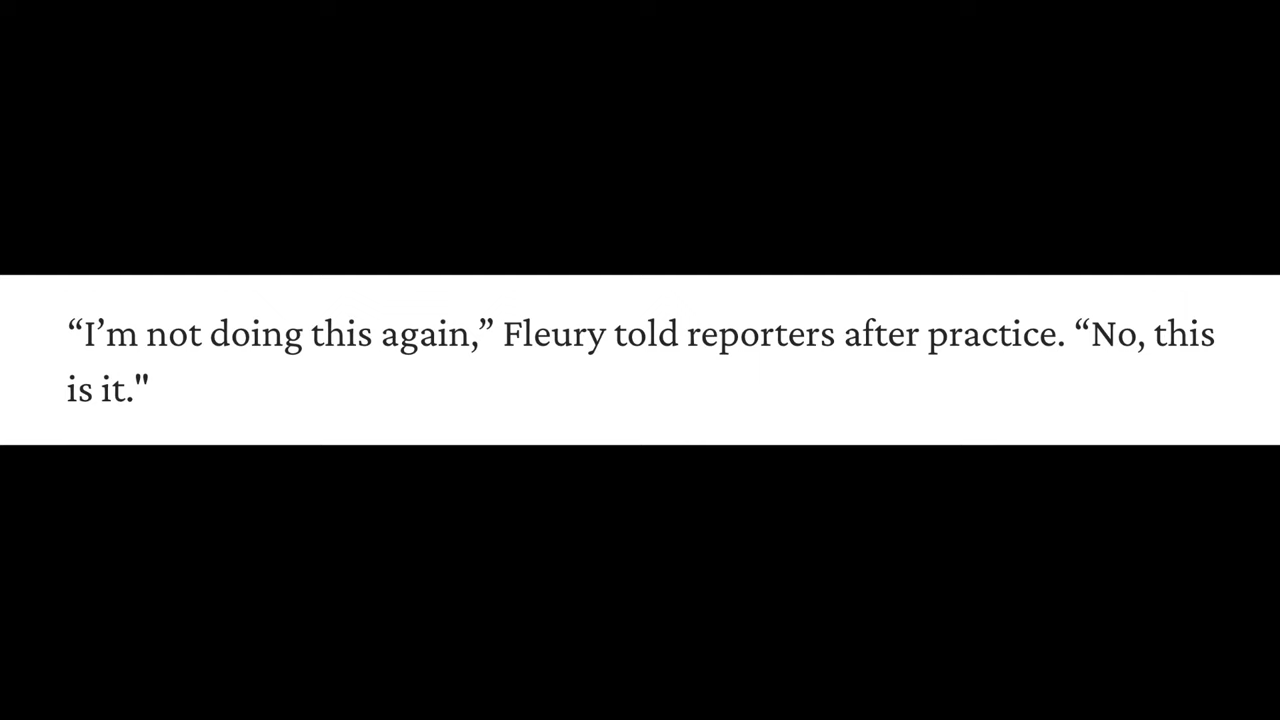 “I’m not doing this again,” Fleury told reporters after practice. “No, this
is it."